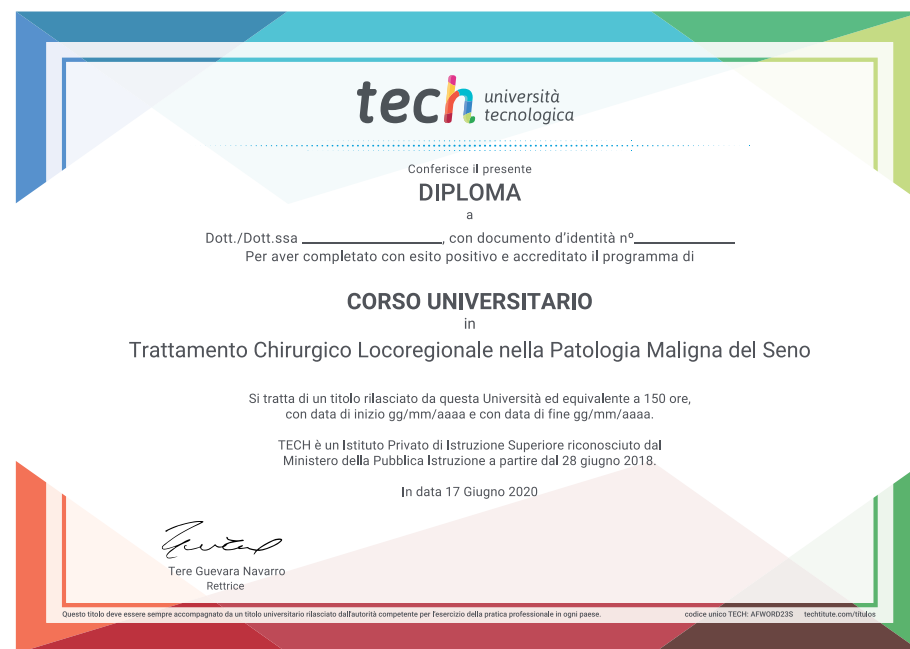 tech università
tecnologica
Conferisce il presente
DIPLOMA
a
Dott./Dott.ssa ____________________, con documento d'identità nº______________
Per aver completato con esito positivo e accreditato il programma di
CORSO UNIVERSITARIO
in
Trattamento Chirurgico Locoregionale nella Patologia Maligna del Seno
Si tratta di un titolo rilasciato da questa Università ed equivalente a 150 ore,
con data di inizio gg/mm/aaaa e con data di fine gg/mm/aaaa.
TECH è un Istituto Privato di Istruzione Superiore riconosciuto dal
Ministero della Pubblica Istruzione a partire dal 28 giugno 2018.
In data 17 Giugno 2020
Tere Guevara Navarro
Rettrice
Questo titolo deve essere sempre accompagnato da un titolo universitario rilasciato dall'autorità competente per l'esercizio della pratica professionale in ogni paese. codice unico TECH: AFWORD23S techtitute.com/titulos